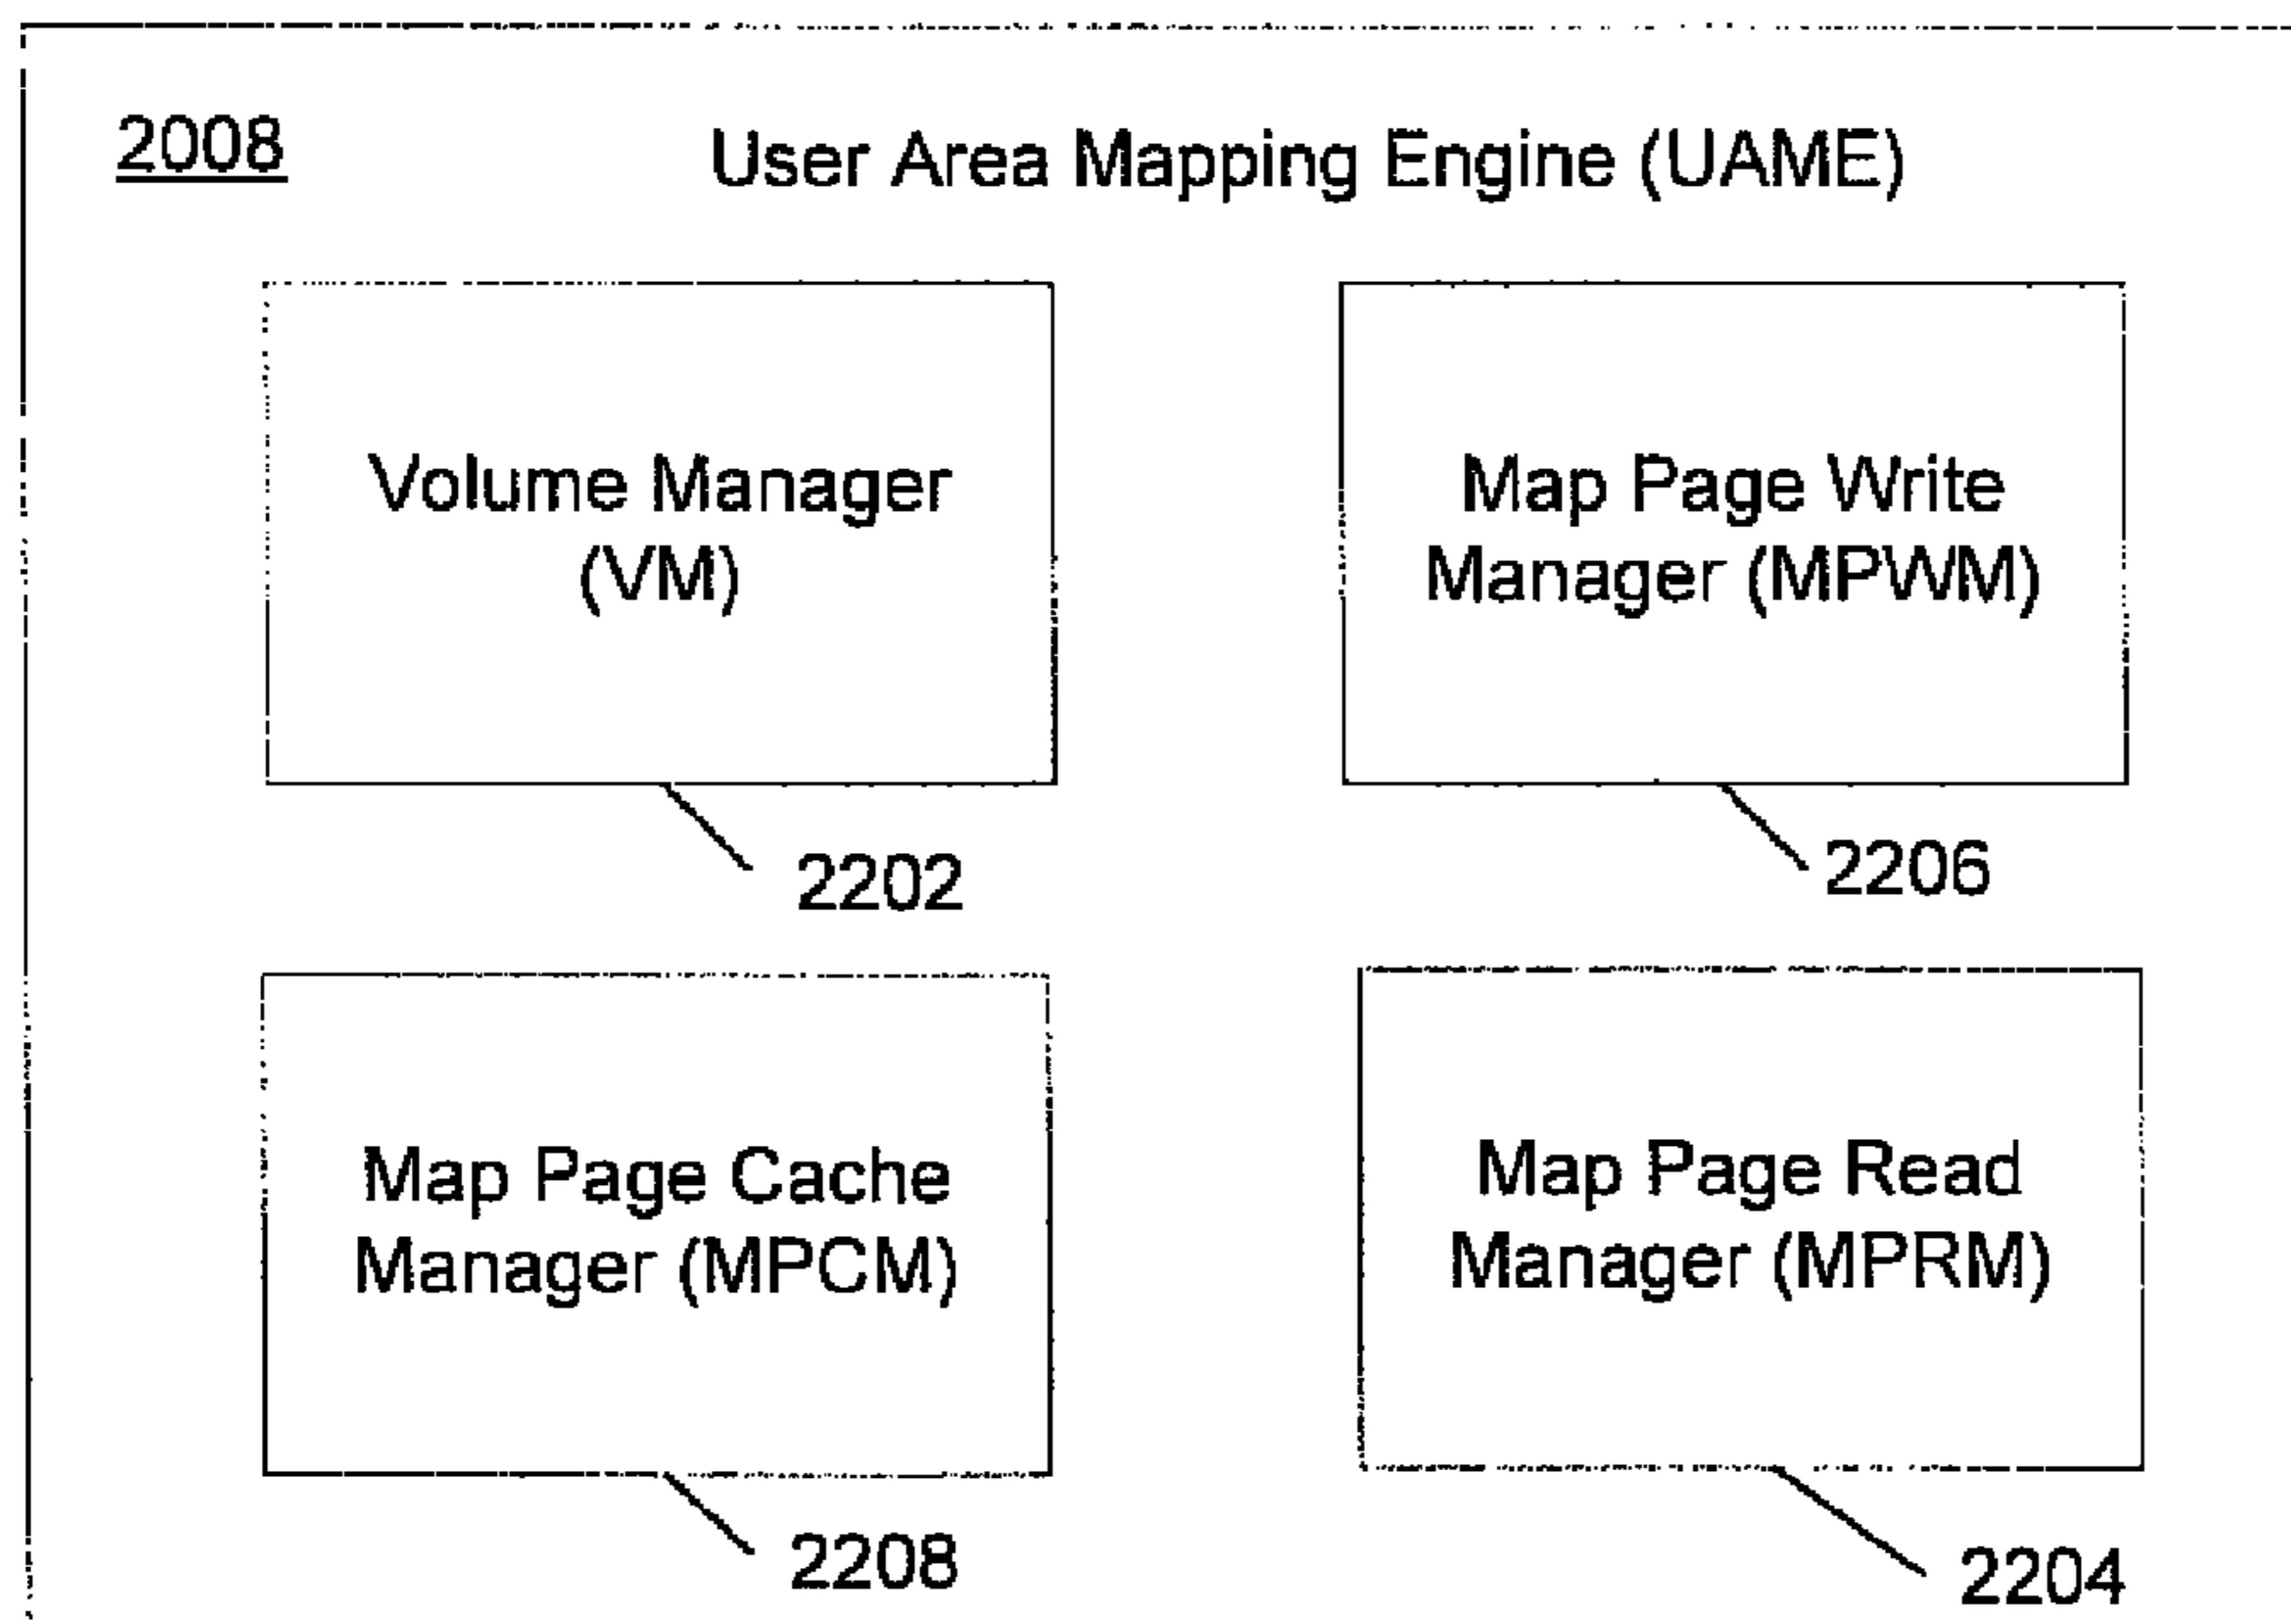 2008
User Area Mapping Engine (UAME)
Volume Manager
(VM)
Map Page Write
Manager (MPWM)
2202
2206
Map Page Cache
Manager (MPCM)
Map Page Read
Manager (MPRM)
2208
2204